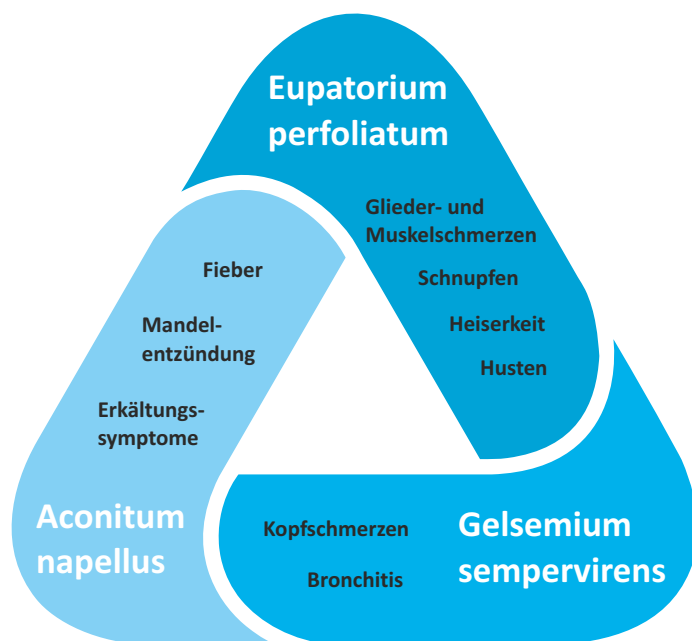 Eupatorium
perfoliatum
Glieder- und
Muskelschmerzen
Schnupfen
Heiserkeit
Husten
Fieber
Mandel-
entzündung
Erkältungs-
symptome
Aconitum
napellus
Kopfschmerzen
Bronchitis
Gelsemium
sempervirens